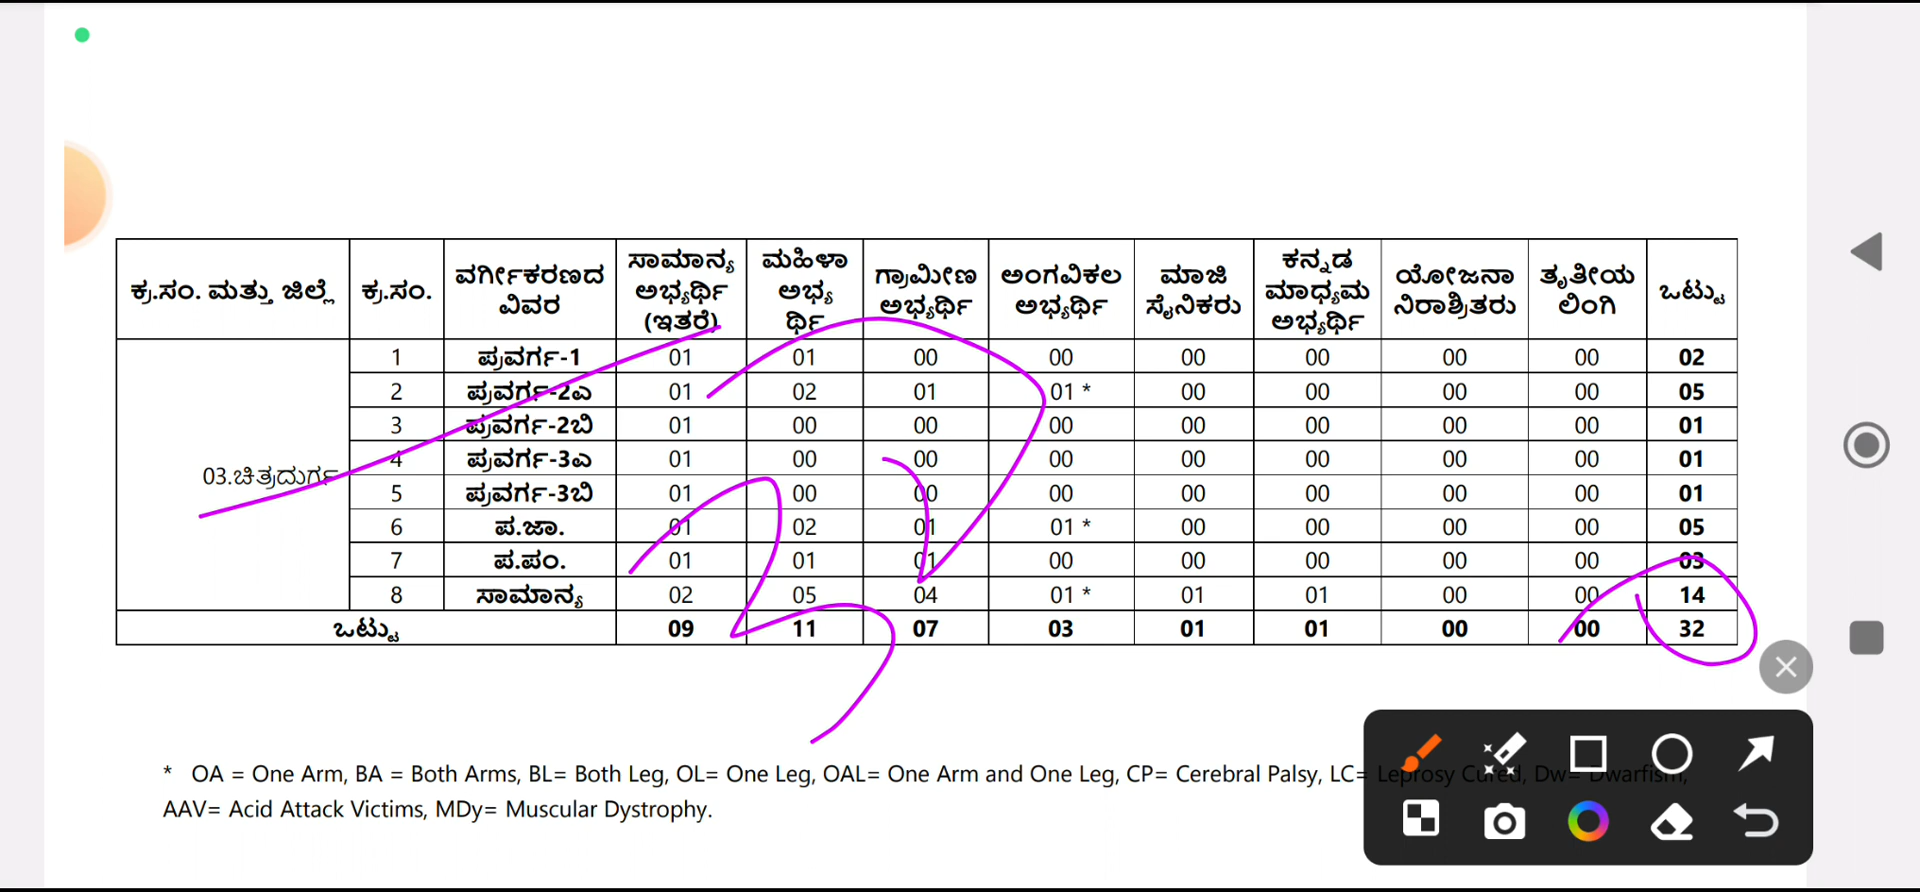 ಕ್ರ.ಸಂ. ಮತ್ತು ಜಿಲ್ಲೆ ಕ್ರ.ಸಂ. ವರ್ಗೀಕರಣದ ವಿವರ ಸಾಮಾನ್ಯ ಅಭ್ಯರ್ಥಿ (ಇತರೆ) ಮಹಿಳಾ ಅಭ್ಯರ್ಥಿ ಗ್ರಾಮೀಣ ಅಭ್ಯರ್ಥಿ ಅಂಗವಿಕಲ ಅಭ್ಯರ್ಥಿ ಮಾಜಿ ಸೈನಿಕರು ಕನ್ನಡ ಮಾಧ್ಯಮ ಅಭ್ಯರ್ಥಿ ಯೋಜನಾ ನಿರಾಶ್ರಿತರು ತೃತೀಯ ಲಿಂಗಿ ಒಟ್ಟು
03.ಚಿತ್ರದುರ್ಗ
1 ಪ್ರವರ್ಗ-1 01 01 00 00 00 00 00 00 02
2 ಪ್ರವರ್ಗ-2ಎ 01 02 01 01 * 00 00 00 00 05
3 ಪ್ರವರ್ಗ-2ಬಿ 01 00 00 00 00 00 00 00 01
4 ಪ್ರವರ್ಗ-3ಎ 01 00 00 00 00 00 00 00 01
5 ಪ್ರವರ್ಗ-3ಬಿ 01 00 00 00 00 00 00 00 01
6 ಪ.ಜಾ. 01 02 01 01 * 00 00 00 00 05
7 ಪ.ಪಂ. 01 01 01 00 00 00 00 00 03
8 ಸಾಮಾನ್ಯ 02 05 04 01 * 01 01 00 00 14
ಒಟ್ಟು 09 11 07 03 01 01 00 00 32
* OA = One Arm, BA = Both Arms, BL= Both Leg, OL= One Leg, OAL= One Arm and One Leg, CP= Cerebral Palsy, LC= Leprosy Cured, Dw= Dwarfism,
AAV= Acid Attack Victims, MDy= Muscular Dystrophy.